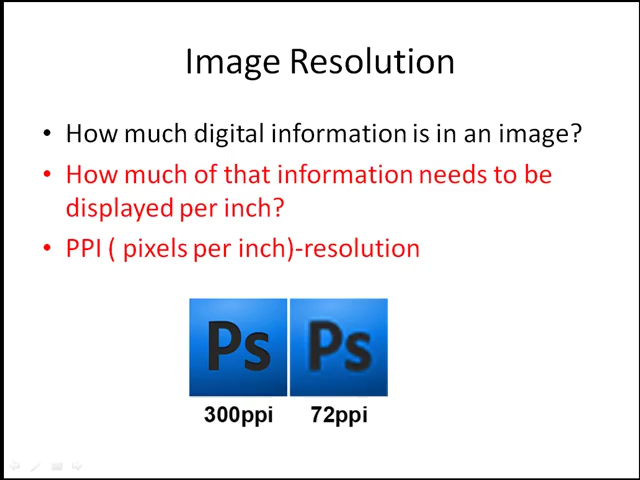 Image Resolution
• How much digital information is in an image?
• How much of that information needs to be
displayed per inch?
• PPI ( pixels per inch)-resolution
Ps Ps
300ppi 72ppi